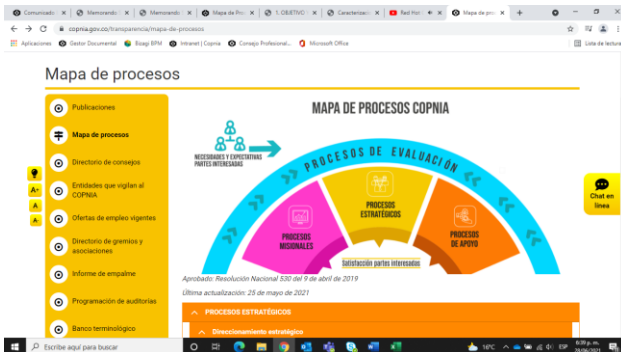 Comunicado
Memorando
Memorando
Mapa de Pro
1. OBJETIVO
Caracterizac
Red Hot
Mapa de proc
copnia.gov.co/transparencia/mapa-de-procesos
Aplicaciones
Gestor Documental
Bizagi BPM
Intranet | Copnia
Consejo Profesional...
Microsoft Office
Lista de lectura
Mapa de procesos
Publicaciones
Mapa de procesos
Directorio de consejos
Entidades que vigilan al
COPNIA
Ofertas de empleo vigentes
Directorio de gremios y
asociaciones
Informe de empalme
Programación de auditorías
Banco terminológico
A+
A
A-
MAPA DE PROCESOS COPNIA
NECESIDADES Y EXPECTATIVAS
PARTES INTERESADAS
PROCESOS DE EVALUACIÓN
PROCESOS
MISIONALES
PROCESOS
ESTRATÉGICOS
PROCESOS
DE APOYO
Satisfacción partes interesadas
Chat en
línea
Aprobado: Resolución Nacional 530 del 9 de abril de 2019
Última actualización: 25 de mayo de 2021
PROCESOS ESTRATÉGICOS
Direccionamiento estratégico
Escribe aquí para buscar
16°C
ESP
6:39 p. m.
28/06/2021